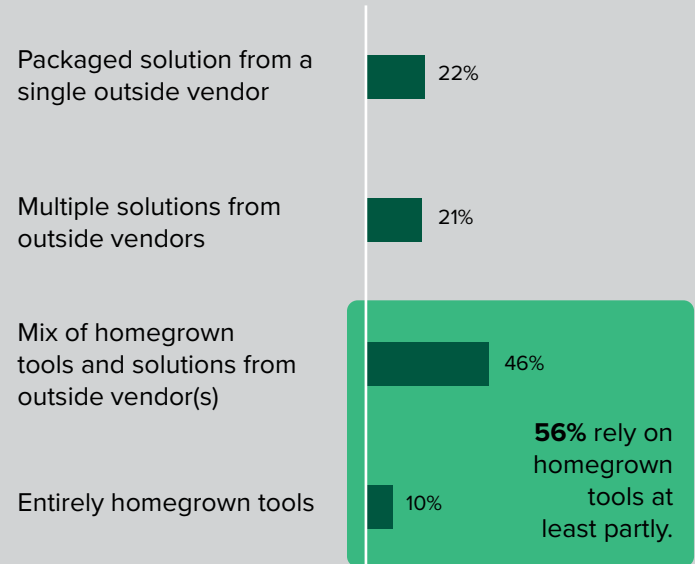 Packaged solution from a
single outside vendor
22%
Multiple solutions from
outside vendors
21%
Mix of homegrown
tools and solutions from
outside vendor(s)
46%
56% rely on
homegrown
tools at
least partly.
Entirely homegrown tools
10%